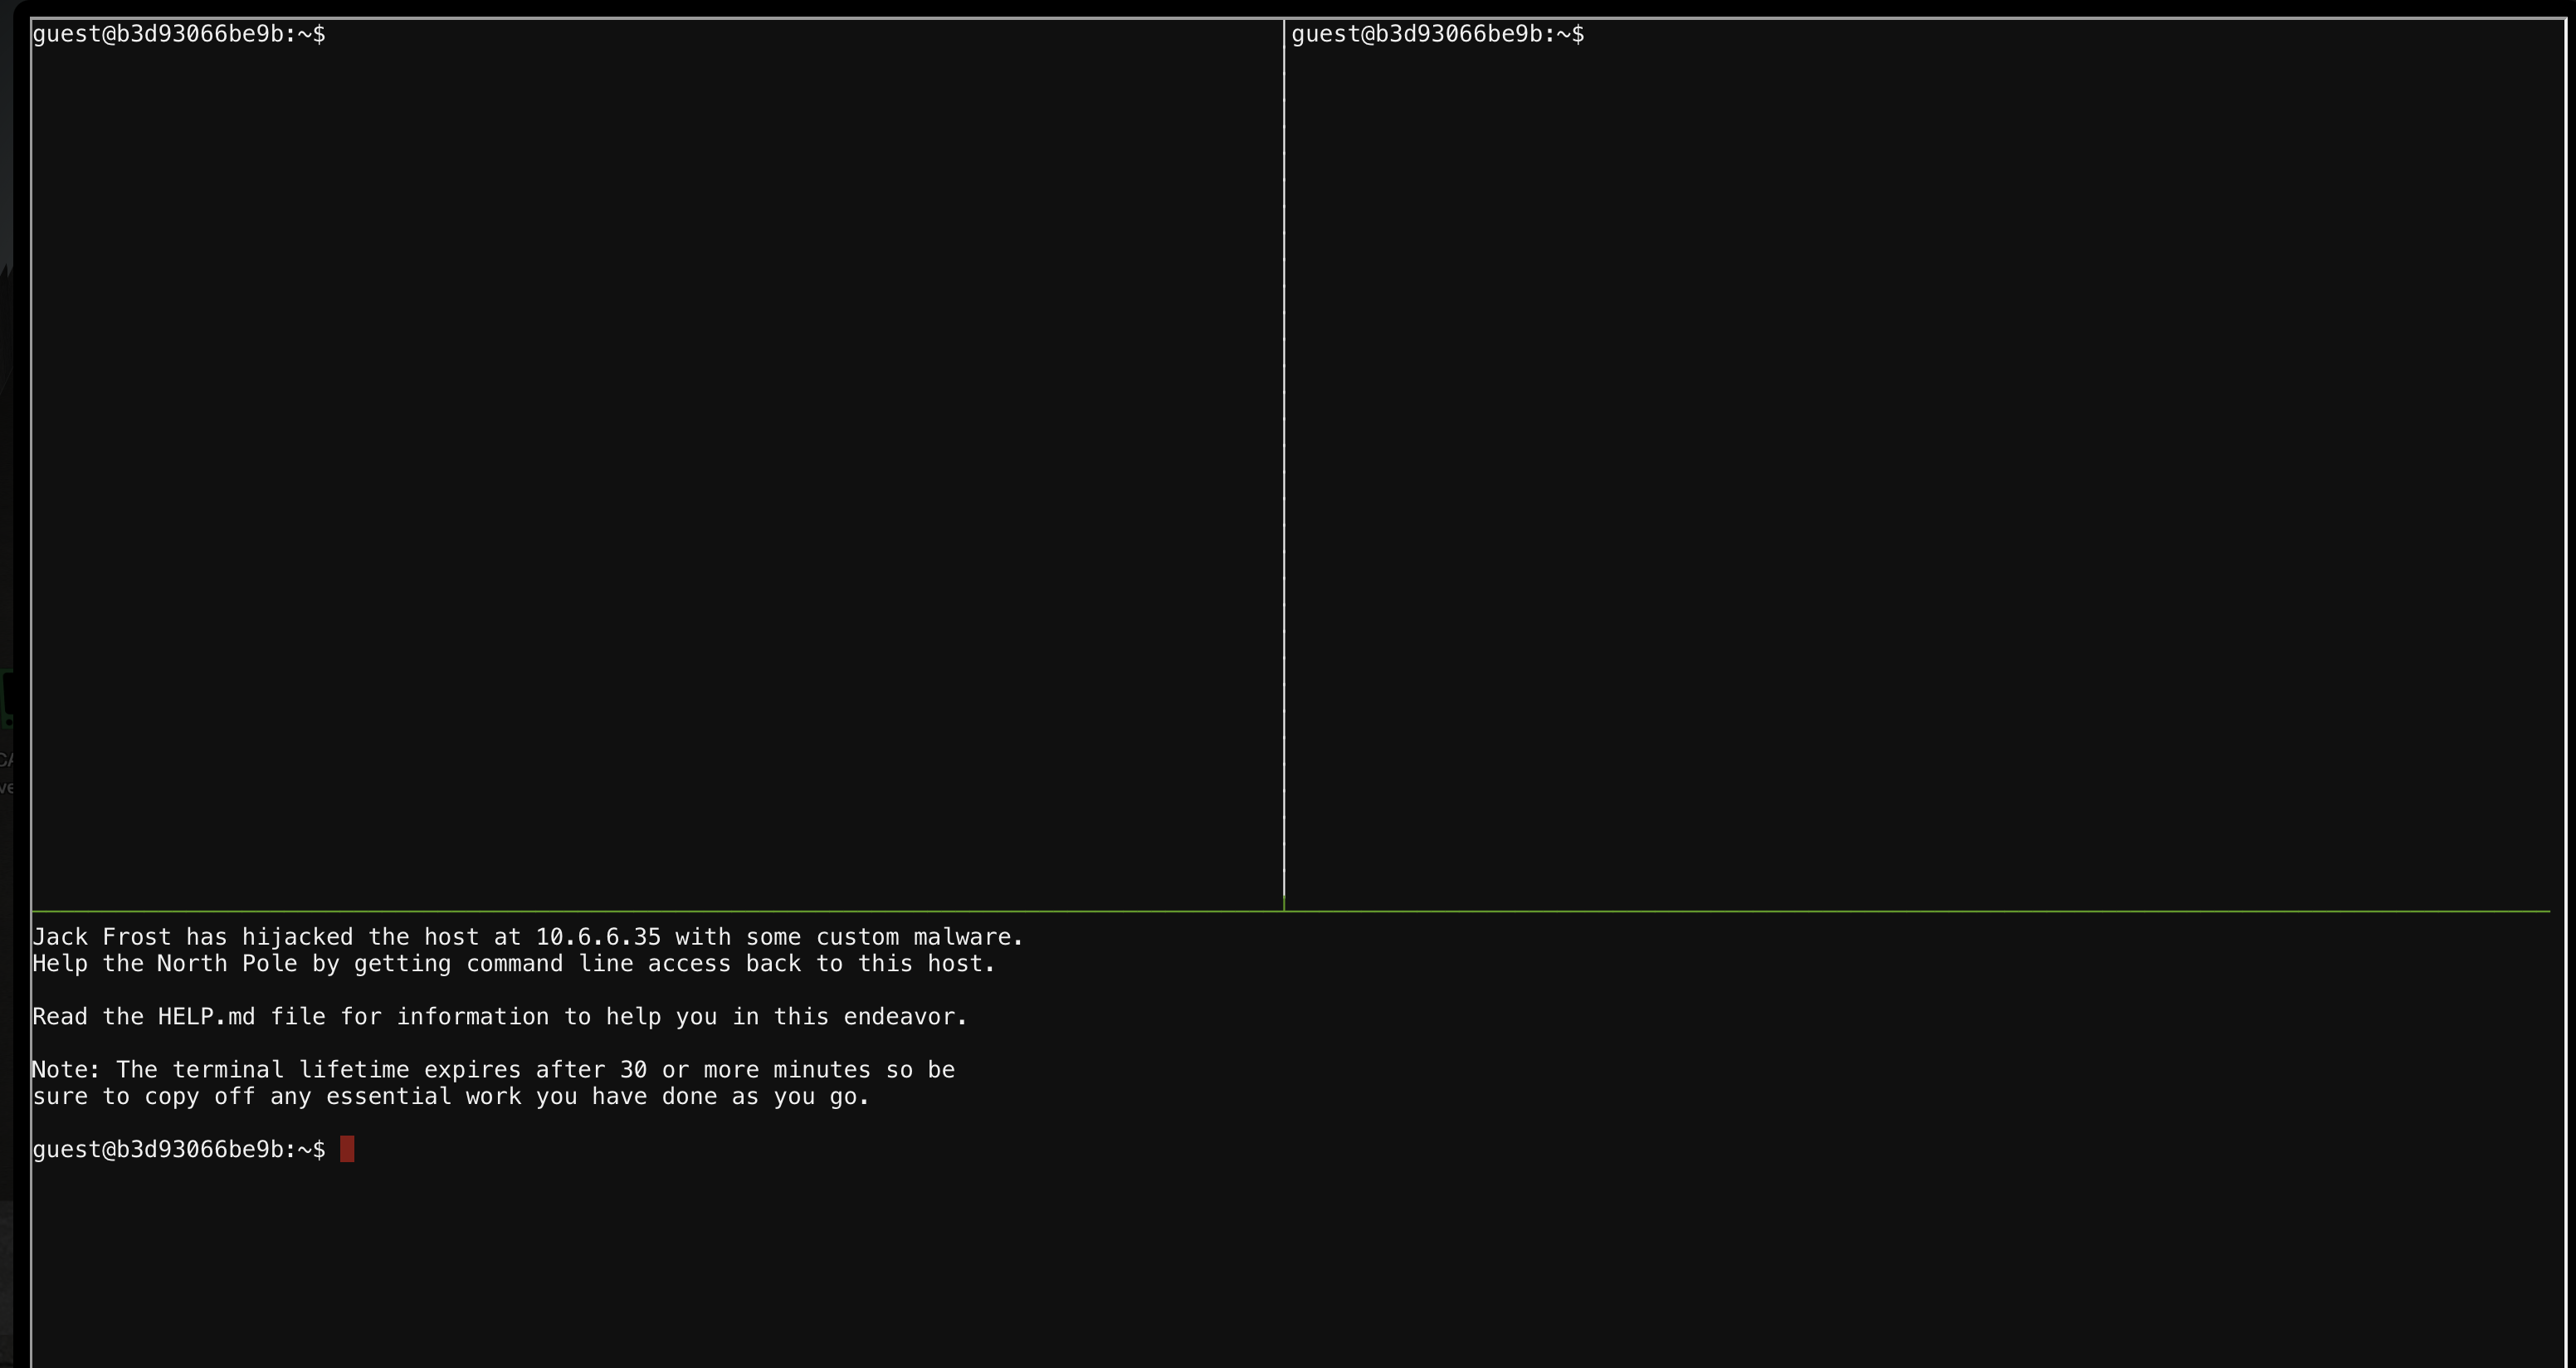 guest@b3d93066be9b:~$
guest@b3d93066be9b:~$
Jack Frost has hijacked the host at 10.6.6.35 with some custom malware.
Help the North Pole by getting command line access back to this host.
Read the HELP.md file for information to help you in this endeavor.
Note: The terminal lifetime expires after 30 or more minutes so be
sure to copy off any essential work you have done as you go.
guest@b3d93066be9b:~$